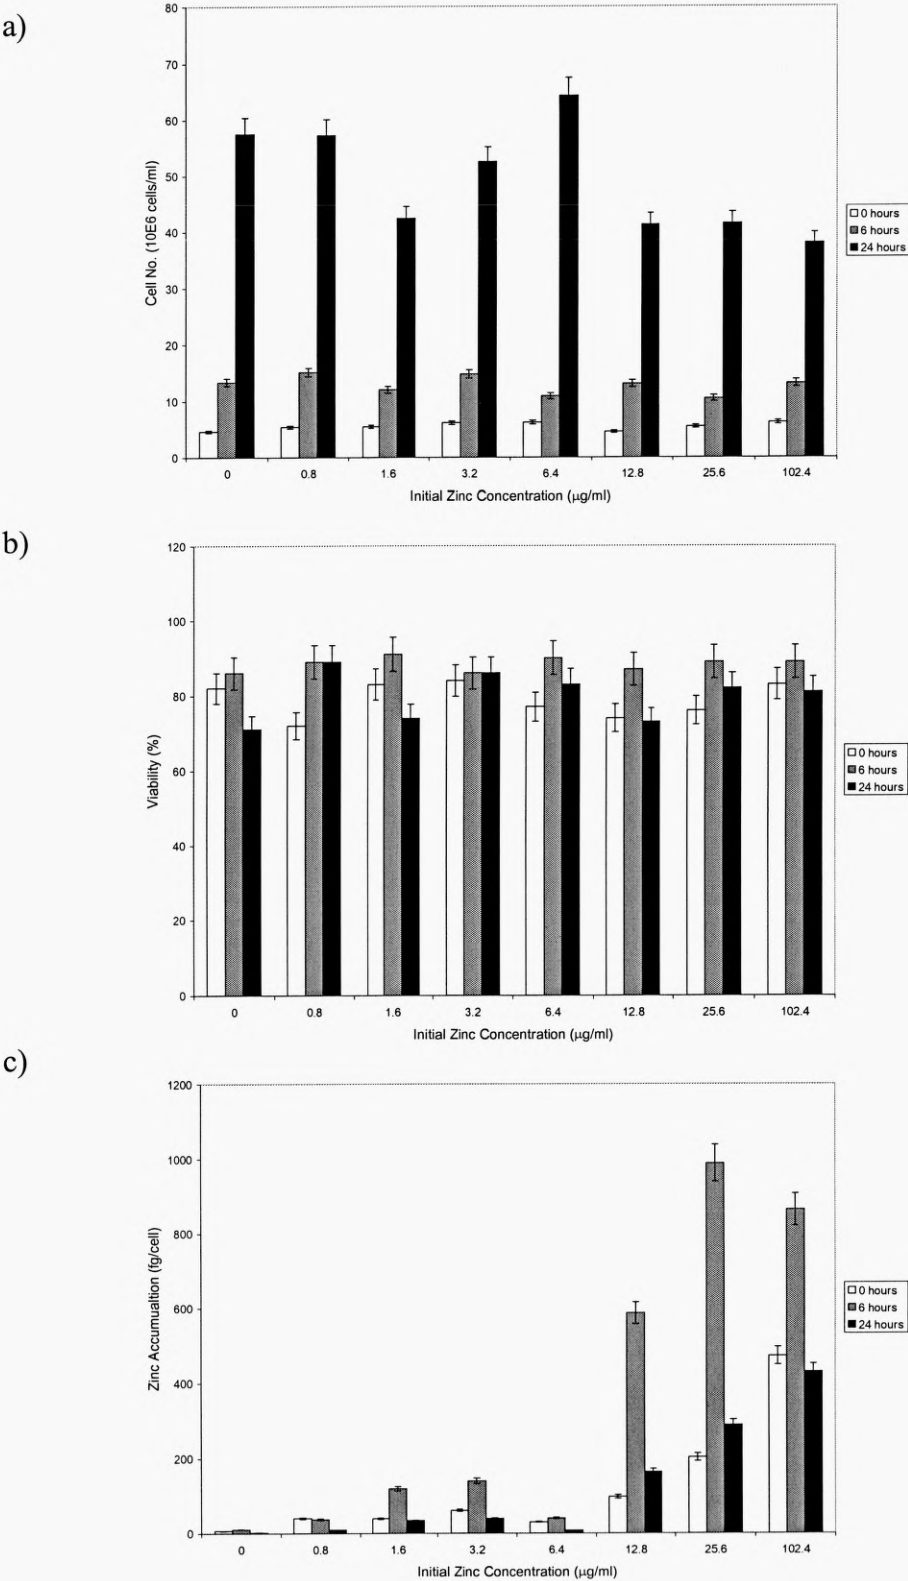 a)
80
70
60
50
40
30
20
10
0
Cell No. (10E6 cells/ml)
0 0.8 1.6 3.2 6.4 12.8 25.6 102.4
Initial Zinc Concentration (µg/ml)
0 hours
6 hours
24 hours
b)
120
100
80
60
40
20
0
Viability (%)
0 0.8 1.6 3.2 6.4 12.8 25.6 102.4
Initial Zinc Concentration (µg/ml)
0 hours
6 hours
24 hours
c)
1200
1000
800
600
400
200
0
Zinc Accumualtion (fg/cell)
0 0.8 1.6 3.2 6.4 12.8 25.6 102.4
Initial Zinc Concentration (µg/ml)
0 hours
6 hours
24 hours